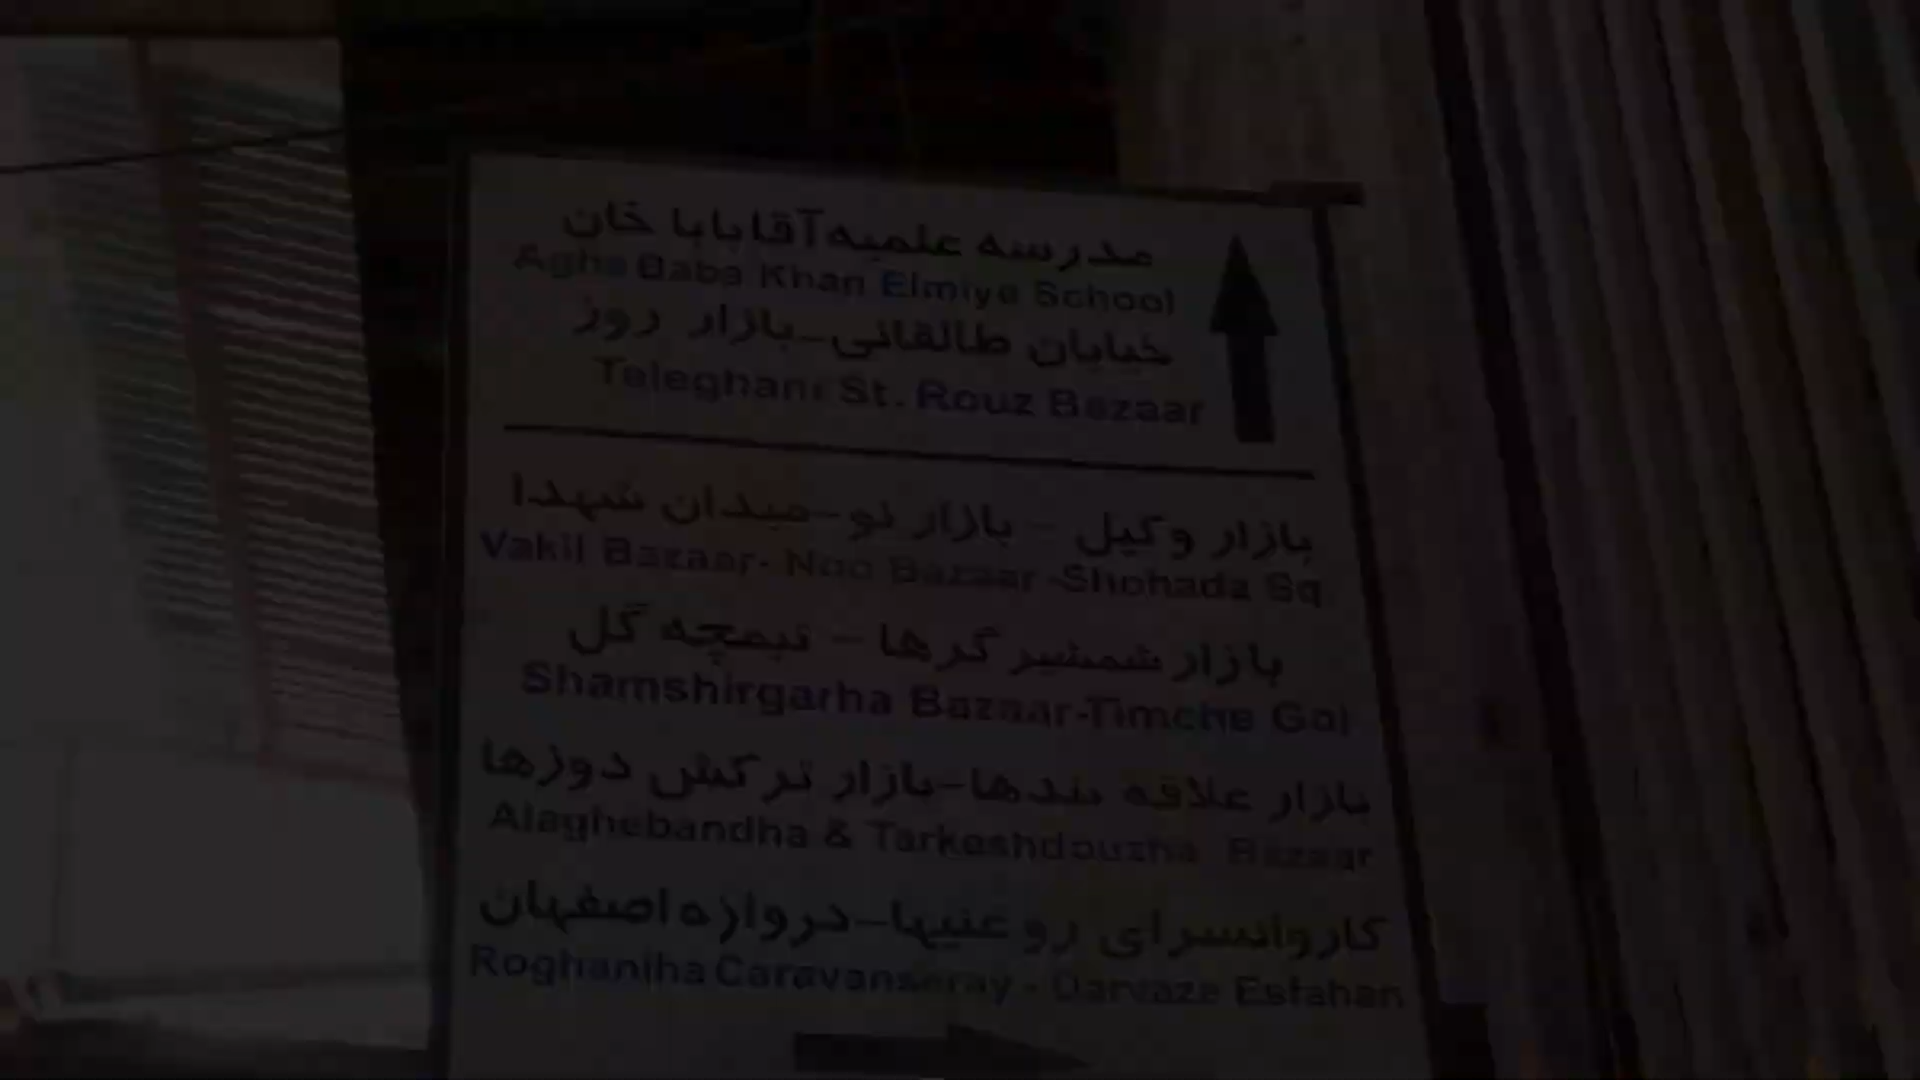 مدرسه علمیه آقا بابا خان
Agha Baba Khan Elmiye School
خیابان طالقانی-بازار روز
Teleghani St. Rouz Bazaar
بازار وکیل - بازار نو-میدان شهدا
Vakil Bazaar- Noo Bazaar -Shohada Sq.
بازار شمشیر گرها - تیمچه گل
Shamshirgarha Bazaar-Timche Gol
بازار علاقه بندها-بازار ترکش دوزها
Alaghebandha & Tarkeshdouzha Bazaar
کاروانسرای روغنیها-دروازه اصفهان
Roghaniha Caravanseray - Darvaze Esfahan